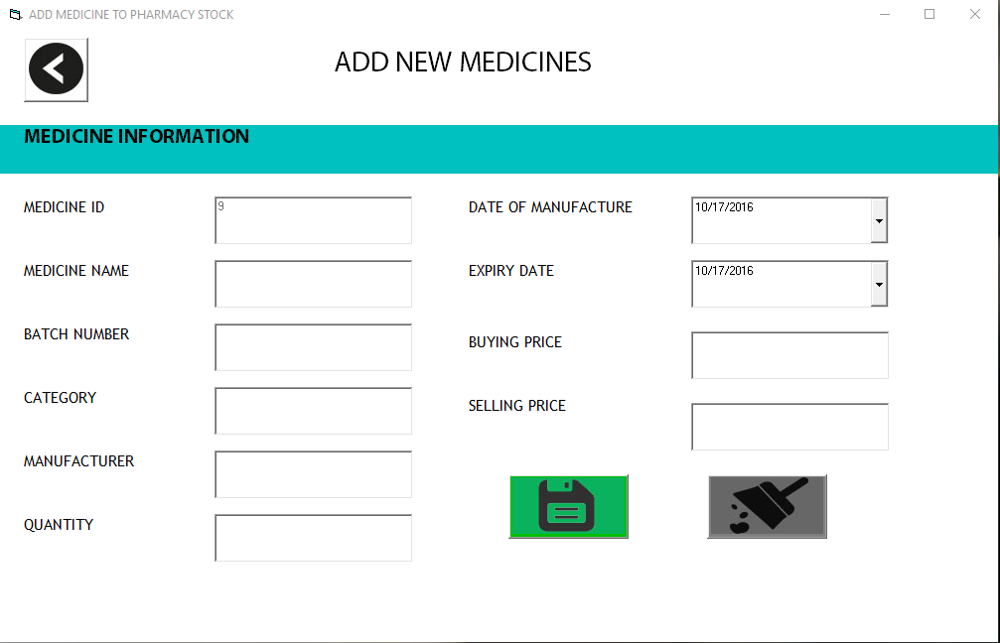 ADD MEDICINE TO PHARMACY STOCK
ADD NEW MEDICINES
MEDICINE INFORMATION
MEDICINE ID
9
MEDICINE NAME
BATCH NUMBER
CATEGORY
MANUFACTURER
QUANTITY
DATE OF MANUFACTURE
10/17/2016
EXPIRY DATE
10/17/2016
BUYING PRICE
SELLING PRICE